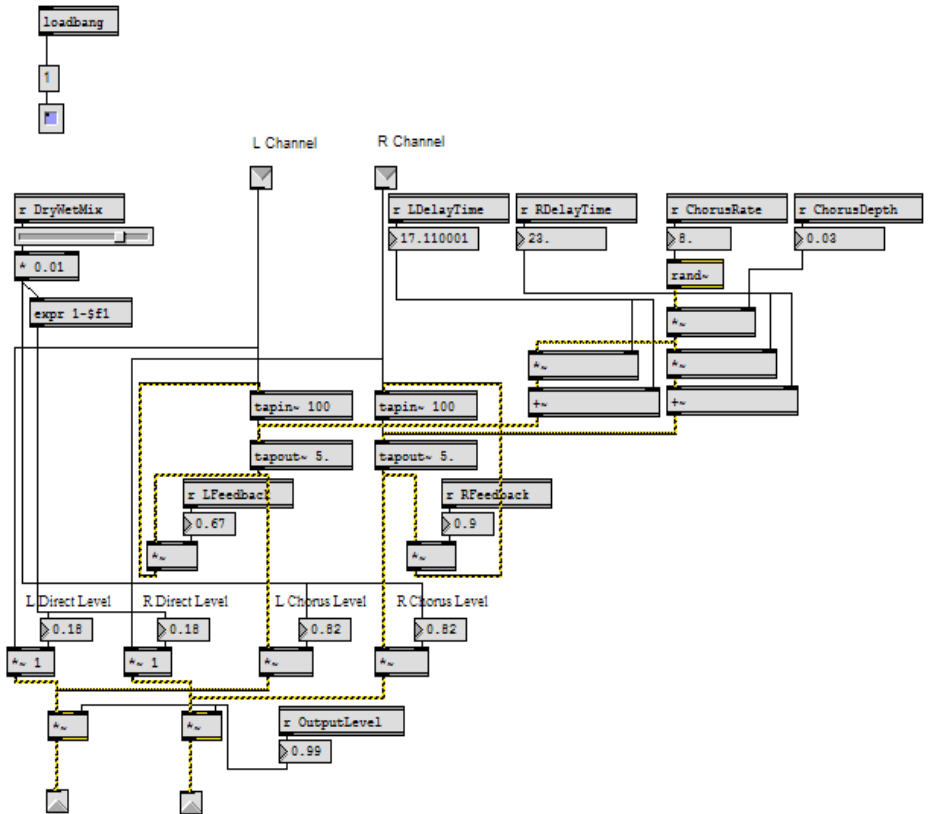 loadbang
1
L Channel
R Channel
r DryWetMix
r LDelayTime
r RDelayTime
r ChorusRate
r ChorusDepth
17.110001
23.
8.
0.03
* 0.01
rand~
expr 1-$f1
*~
*~
*~
tapin~ 100
tapin~ 100
+~
+~
tapout~ 5.
tapout~ 5.
r LFeedback
r RFeedback
0.67
0.9
*~
*~
L Direct Level
R Direct Level
L Chorus Level
R Chorus Level
0.18
0.18
0.82
0.82
*~ 1
*~ 1
*~
*~
*~
*~
r OutputLevel
0.99